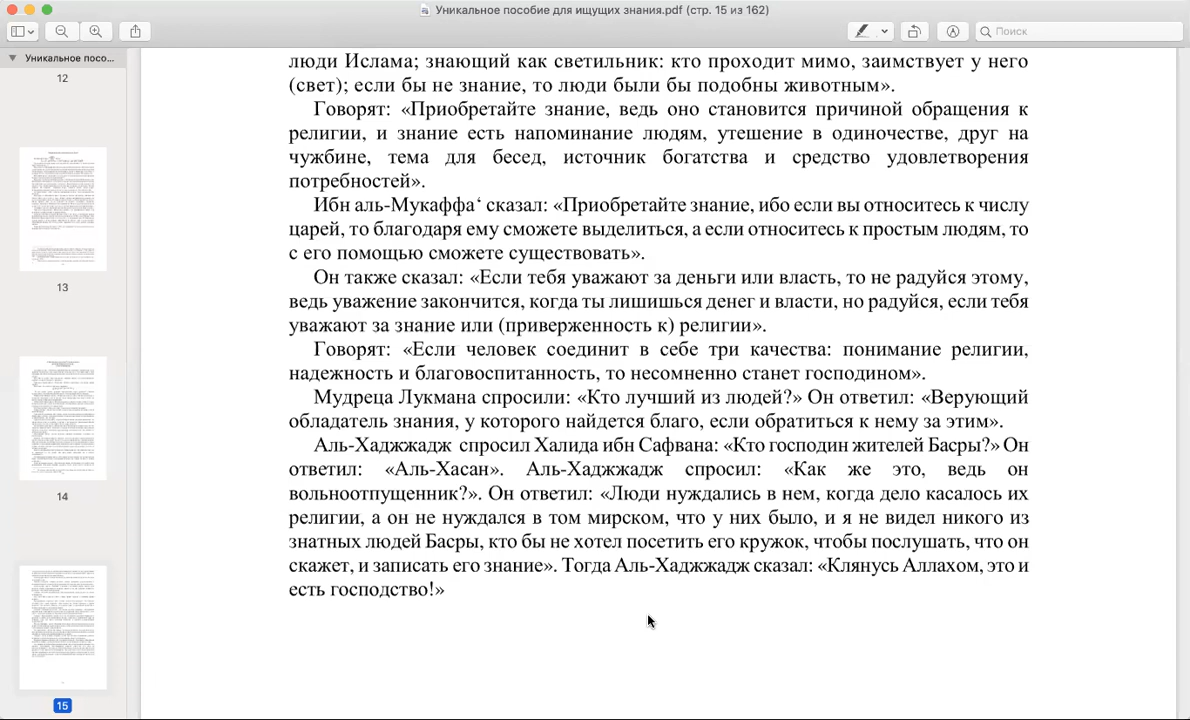 Уникальное пособие для ищущих знания.pdf (стр. 15 из 162)
Поиск
Уникальное посо...
12
13
14
15
люди Ислама; знающий как светильник: кто проходит мимо, заимствует у него
(свет); если бы не знание, то люди были бы подобны животным».
Говорят: «Приобретайте знание, ведь оно становится причиной обращения к
религии, и знание есть напоминание людям, утешение в одиночестве, друг на
чужбине, тема для бесед, источник богатства и средство удовлетворения
потребностей».
Ибн аль-Мукаффа‘ сказал: «Приобретайте знание, ибо если вы относитесь к числу
царей, то благодаря ему сможете выделиться, а если относитесь к простым людям, то
с его помощью сможете существовать».
Он также сказал: «Если тебя уважают за деньги или власть, то не радуйся этому,
ведь уважение закончится, когда ты лишишься денег и власти, но радуйся, если тебя
уважают за знание или (приверженность к) религии».
Говорят: «Если человек соединит в себе три качества: понимание религии,
надежность и благовоспитанность, то несомненно станет господином».
Мудреца Лукмана спросили: «Кто лучший из людей?» Он ответил: «Верующий
обладатель знания, у которого найдется благо, если обратиться к нему за этим».
Аль-Хаджжадж спросил Халида ибн Сафвана: «кто господин жителей Басры?» Он
ответил: «Аль-Хасан». Аль-Хаджжадж спросил: «Как же это, ведь он
вольноотпущенник?». Он ответил: «Люди нуждались в нем, когда дело касалось их
религии, а он не нуждался в том мирском, что у них было, и я не видел никого из
знатных людей Басры, кто бы не хотел посетить его кружок, чтобы послушать, что он
скажет, и записать его знание». Тогда Аль-Хаджжадж сказал: «Клянусь Аллахом, это и
есть господство!»